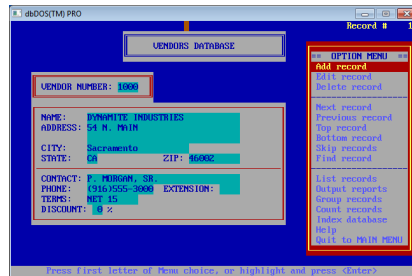 dbDOS(TM) PRO
Record # 1
VENDORS DATABASE
OPTION MENU
VENDOR NUMBER: 1000
Add record
Edit record
Delete record
NAME: DYNAMITE INDUSTRIES
ADDRESS: 54 N. MAIN
CITY: Sacramento
STATE: CA ZIP: 46002
Next record
Previous record
Top record
Bottom record
Skip records
Find record
CONTACT: P. MORGAN, SR.
PHONE: (916)555-3000 EXTENSION:
TERMS: NET 15
DISCOUNT: 0 %
List records
Output reports
Group records
Count records
Index database
Help
Quit to MAIN MENU
Press first letter of Menu choice, or highlight and press <Enter>